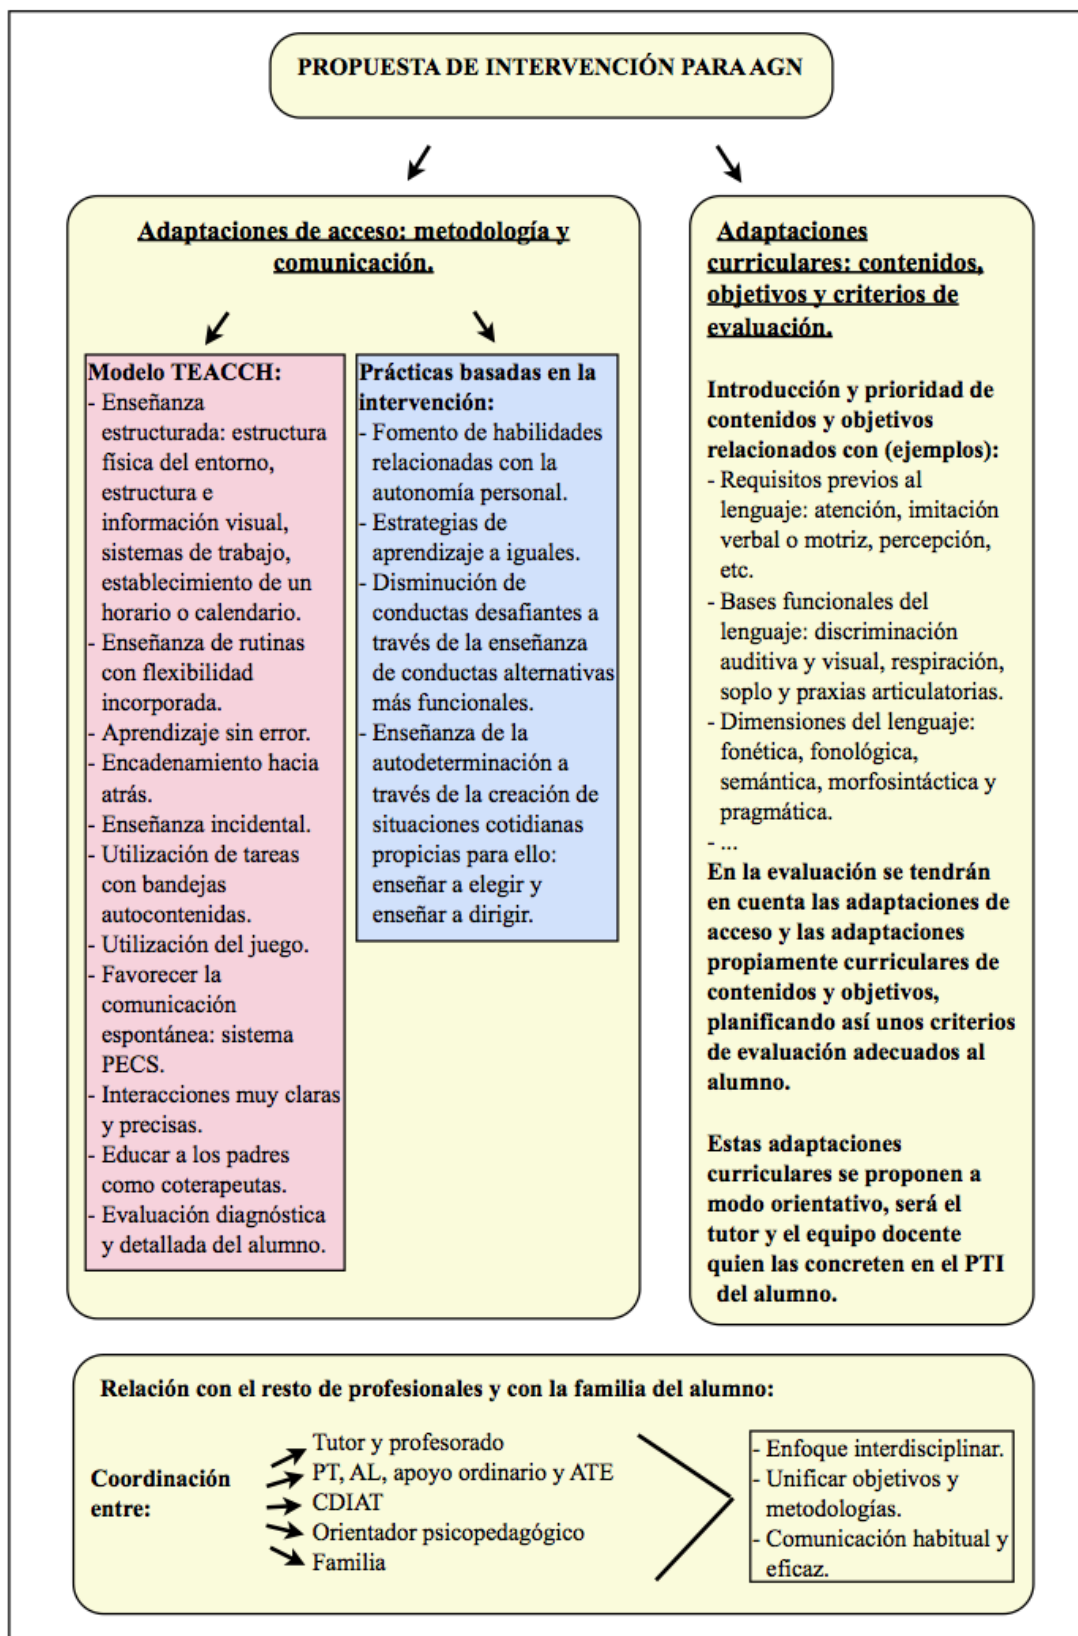 PROPUESTA DE INTERVENCIÓN PARA AGN
Adaptaciones de acceso: metodología y
comunicación.
Modelo TEACCH:
- Enseñanza
estructurada: estructura
física del entorno,
estructura e
información visual,
sistemas de trabajo,
establecimiento de un
horario o calendario.
- Enseñanza de rutinas
con flexibilidad
incorporada.
- Aprendizaje sin error.
- Encadenamiento hacia
atrás.
- Enseñanza incidental.
- Utilización de tareas
con bandejas
autocontenidas.
- Utilización del juego.
- Favorecer la
comunicación
espontánea: sistema
PECS.
- Interacciones muy claras
y precisas.
- Educar a los padres
como coterapeutas.
- Evaluación diagnóstica
y detallada del alumno.
Prácticas basadas en la
intervención:
- Fomento de habilidades
relacionadas con la
autonomía personal.
- Estrategias de
aprendizaje a iguales.
- Disminución de
conductas desafiantes a
través de la enseñanza
de conductas alternativas
más funcionales.
- Enseñanza de la
autodeterminación a
través de la creación de
situaciones cotidianas
propicias para ello:
enseñar a elegir y
enseñar a dirigir.
Adaptaciones
curriculares: contenidos,
objetivos y criterios de
evaluación.
Introducción y prioridad de
contenidos y objetivos
relacionados con (ejemplos):
- Requisitos previos al
lenguaje: atención, imitación
verbal o motriz, percepción,
etc.
- Bases funcionales del
lenguaje: discriminación
auditiva y visual, respiración,
soplo y praxias articulatorias.
- Dimensiones del lenguaje:
fonética, fonológica,
semántica, morfosintáctica y
pragmática.
- ...
En la evaluación se tendrán
en cuenta las adaptaciones de
acceso y las adaptaciones
propiamente curriculares de
contenidos y objetivos,
planificando así unos criterios
de evaluación adecuados al
alumno.
Estas adaptaciones
curriculares se proponen a
modo orientativo, será el
tutor y el equipo docente
quien las concreten en el PTI
del alumno.
Relación con el resto de profesionales y con la familia del alumno:
Coordinación
entre:
Tutor y profesorado
PT, AL, apoyo ordinario y ATE
CDIAT
Orientador psicopedagógico
Familia
- Enfoque interdisciplinar.
- Unificar objetivos y
metodologías.
- Comunicación habitual y
eficaz.